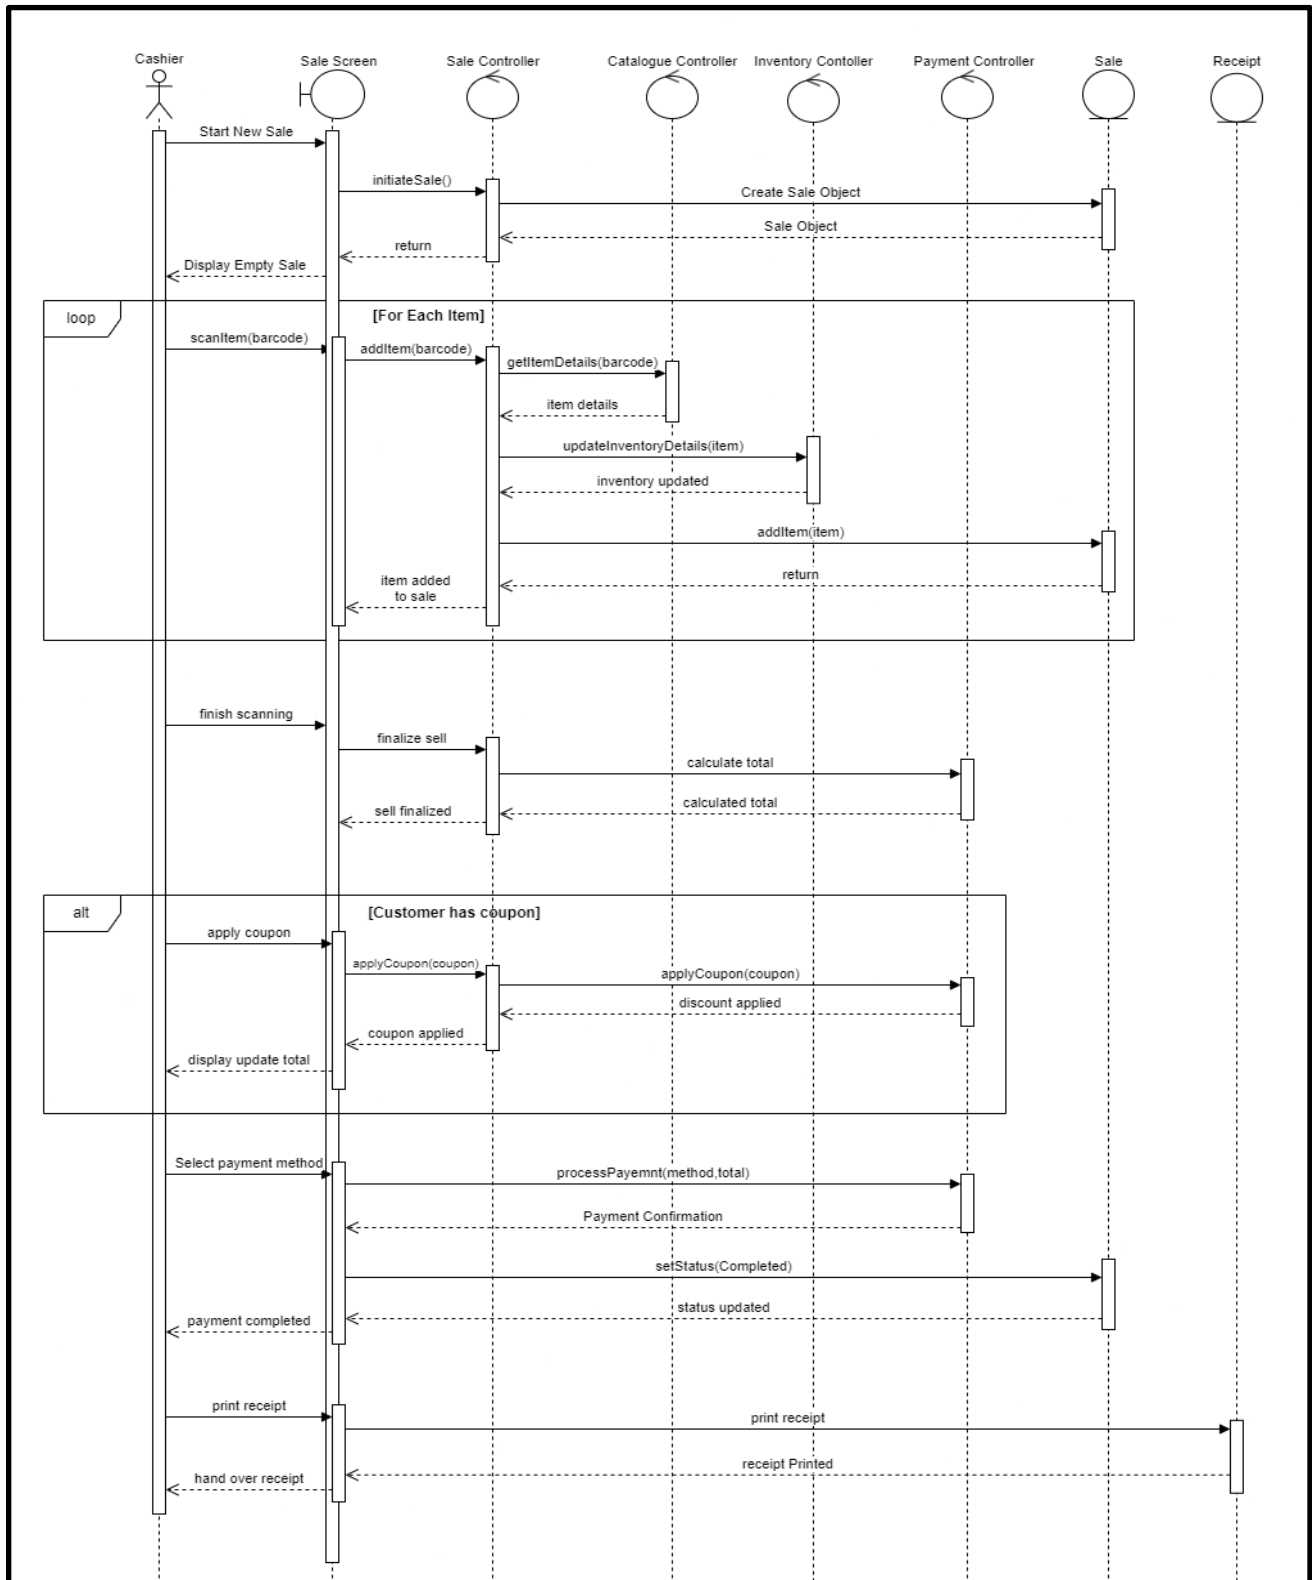 Cashier
Sale Screen
Sale Controller
Catalogue Controller
Inventory Contoller
Payment Controller
Sale
Receipt
Start New Sale
initiateSale()
Create Sale Object
Sale Object
return
Display Empty Sale
loop
[For Each Item]
scanItem(barcode)
addItem(barcode)
getItemDetails(barcode)
item details
updateInventoryDetails(item)
inventory updated
addItem(item)
return
item added
to sale
finish scanning
finalize sell
calculate total
calculated total
sell finalized
alt
[Customer has coupon]
apply coupon
applyCoupon(coupon)
applyCoupon(coupon)
discount applied
coupon applied
display update total
Select payment method
processPayemnt(method,total)
Payment Confirmation
setStatus(Completed)
status updated
payment completed
print receipt
print receipt
receipt Printed
hand over receipt